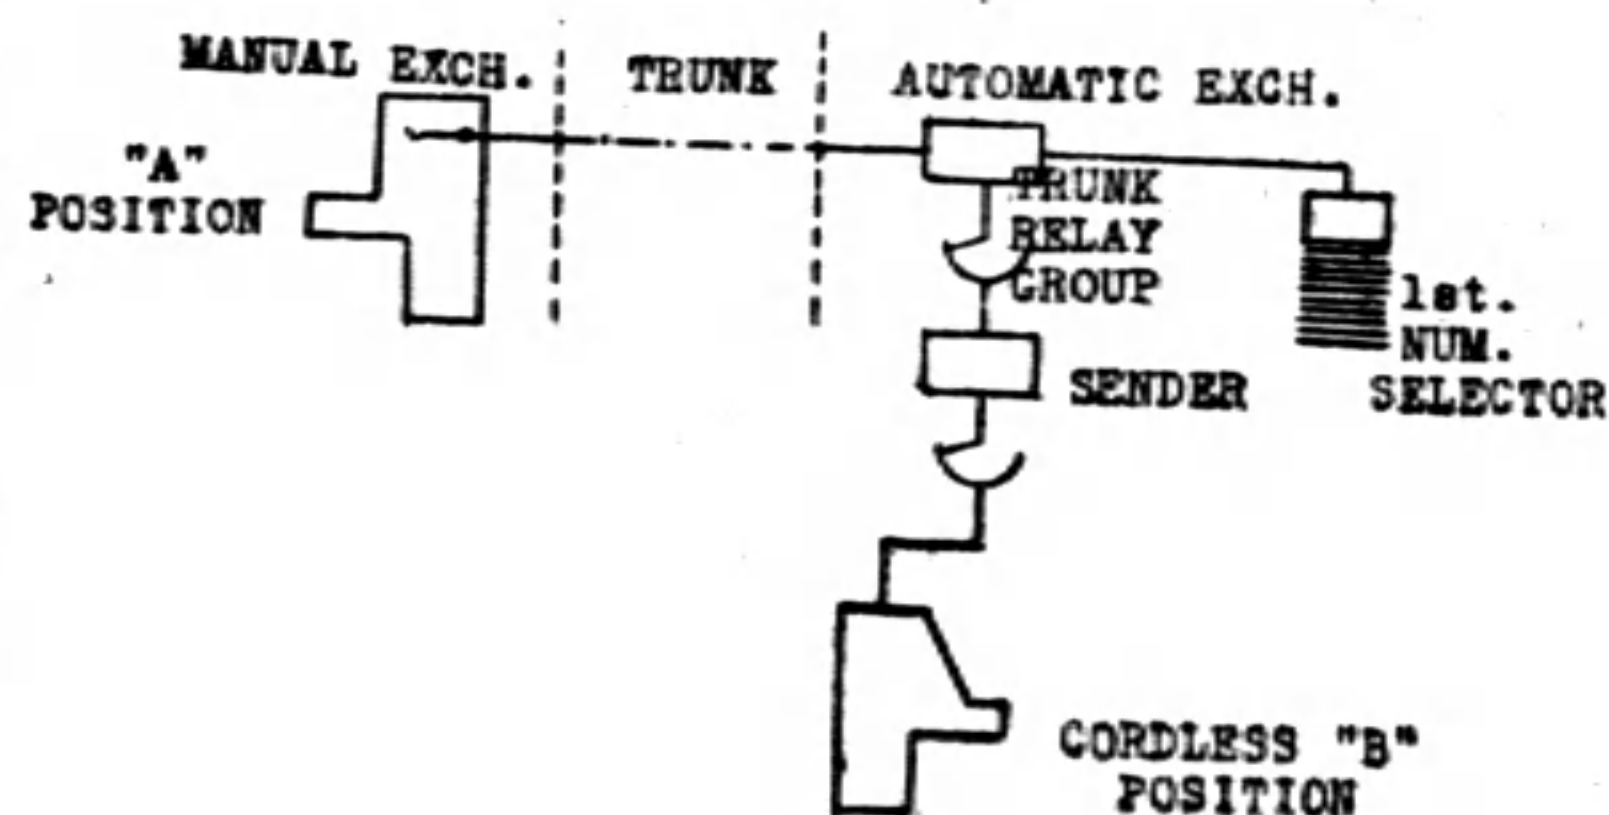 MANUAL EXCH.
TRUNK
AUTOMATIC EXCH.
"A"
POSITION
TRUNK
RELAY
GROUP
1st.
NUM.
SELECTOR
SENDER
CORDLESS "B"
POSITION